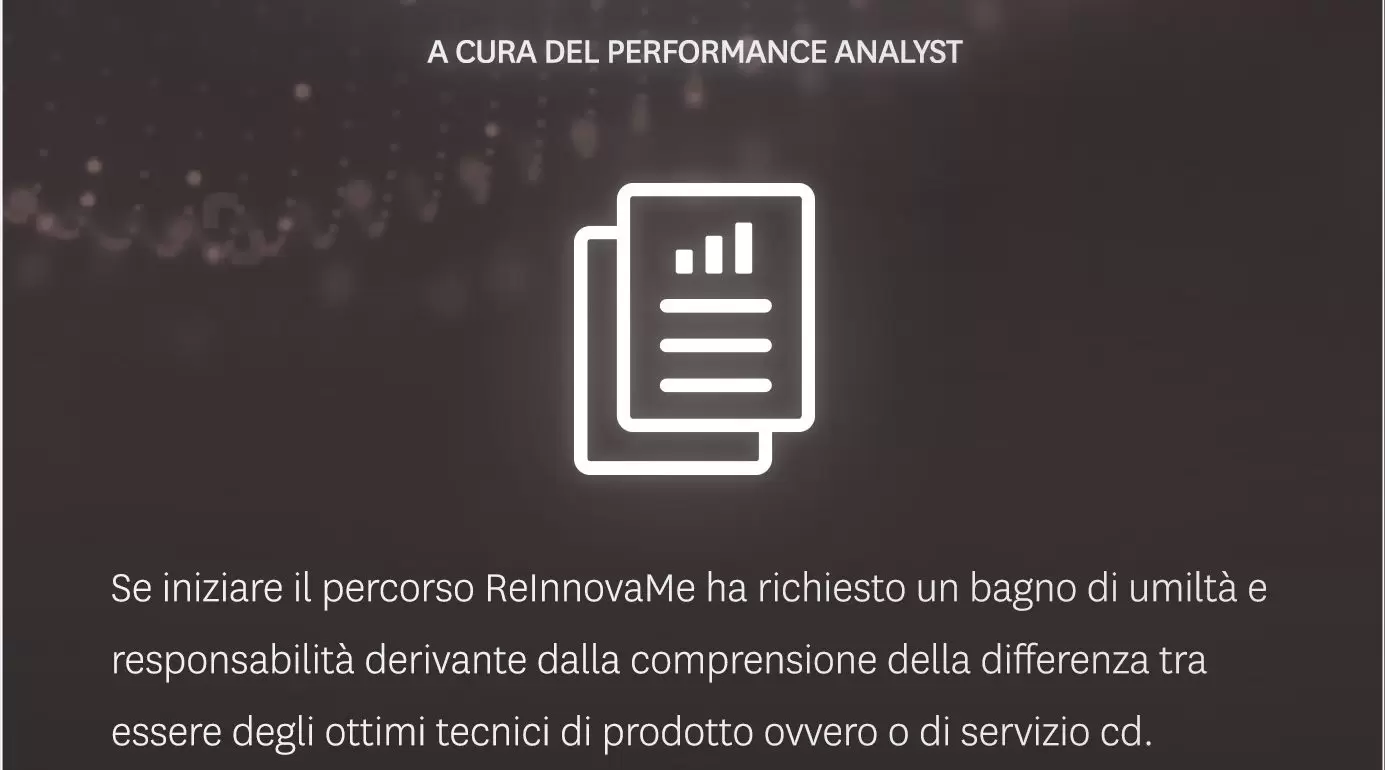 A CURA DEL PERFORMANCE ANALYST
Se iniziare il percorso ReInnovaMe ha richiesto un bagno di umiltà e
responsabilità derivante dalla comprensione della differenza tra
essere degli ottimi tecnici di prodotto ovvero o di servizio cd.